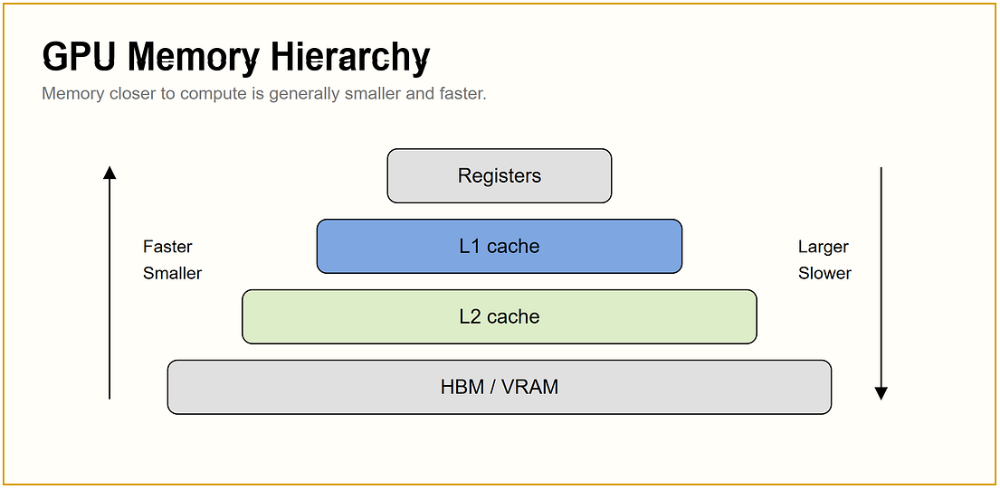 GPU Memory Hierarchy
Memory closer to compute is generally smaller and faster.
Registers
L1 cache
Faster
Smaller
Larger
Slower
L2 cache
HBM / VRAM